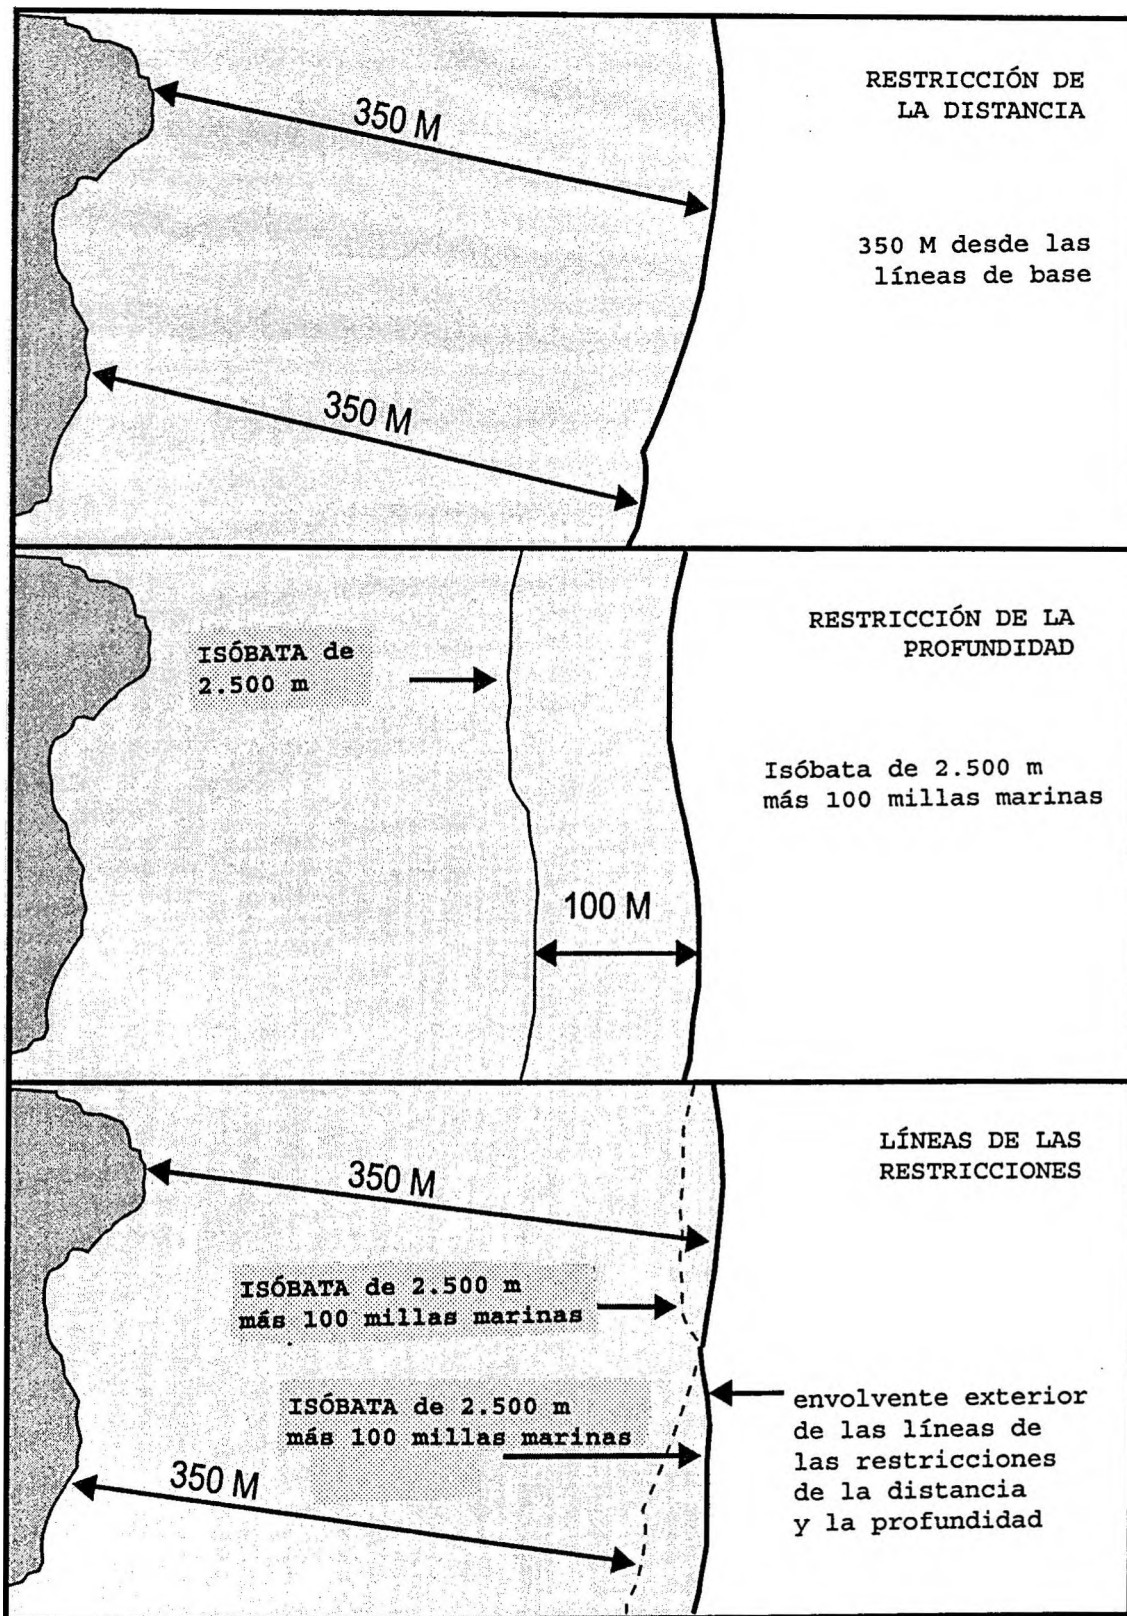 350 M
RESTRICCIÓN DE
LA DISTANCIA
350 M desde las
líneas de base
350 M
ISÓBATA de
2.500 m
RESTRICCIÓN DE LA
PROFUNDIDAD
Isóbata de 2.500 m
más 100 millas marinas
100 M
350 M
LÍNEAS DE LAS
RESTRICCIONES
ISÓBATA de 2.500 m
más 100 millas marinas
ISÓBATA de 2.500 m
más 100 millas marinas
350 M
envolvente exterior
de las líneas de
las restricciones
de la distancia
y la profundidad